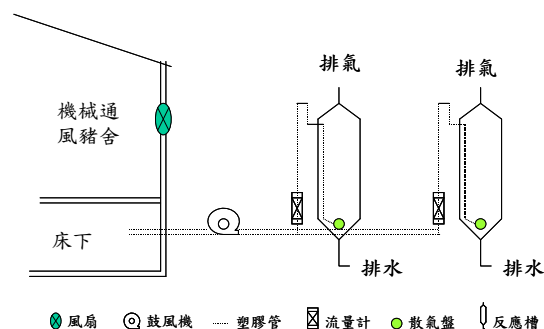 排氣
排氣
機械通
風豬舍
床下
排水
排水
風扇
鼓風機
塑膠管
流量計
散氣盤
反應槽